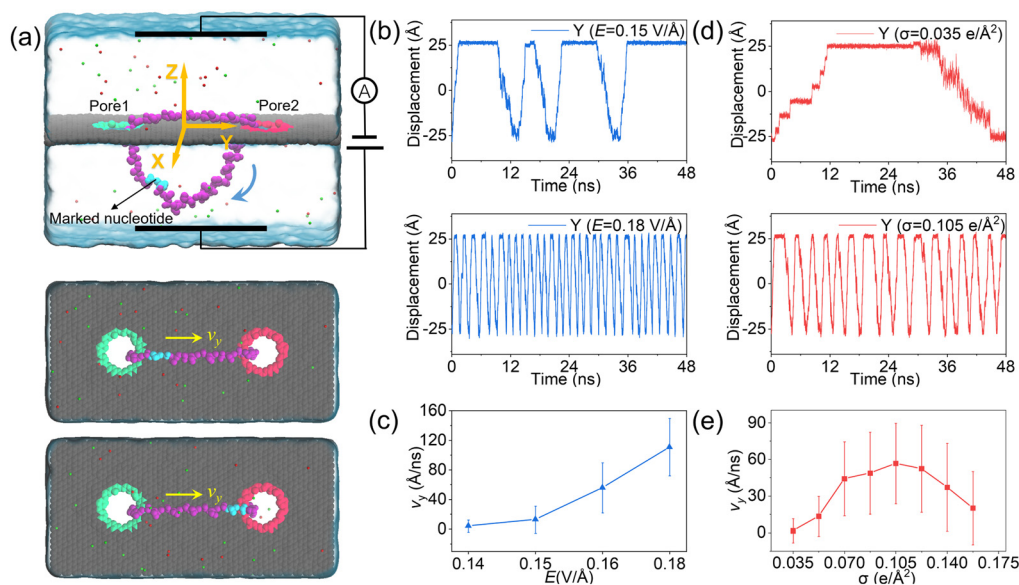 (a)
Z
A
Pore1
Pore2
Y
X
Marked nucleotide
v_y
v_y
(b)
Displacement (Å)
25
0
-25
Y (E=0.15 V/Å)
0 12 24 36 48
Time (ns)
Displacement (Å)
25
0
-25
Y (E=0.18 V/Å)
0 12 24 36 48
Time (ns)
(c)
v_y (Å/ns)
160
120
80
40
0
0.14 0.15 0.16 0.18
E(V/Å)
(d)
Displacement (Å)
25
0
-25
Y (σ=0.035 e/Å²)
0 12 24 36 48
Time (ns)
Displacement (Å)
25
0
-25
Y (σ=0.105 e/Å²)
0 12 24 36 48
Time (ns)
(e)
v_y (Å/ns)
90
60
30
0
0.035 0.070 0.105 0.140 0.175
σ (e/Å²)